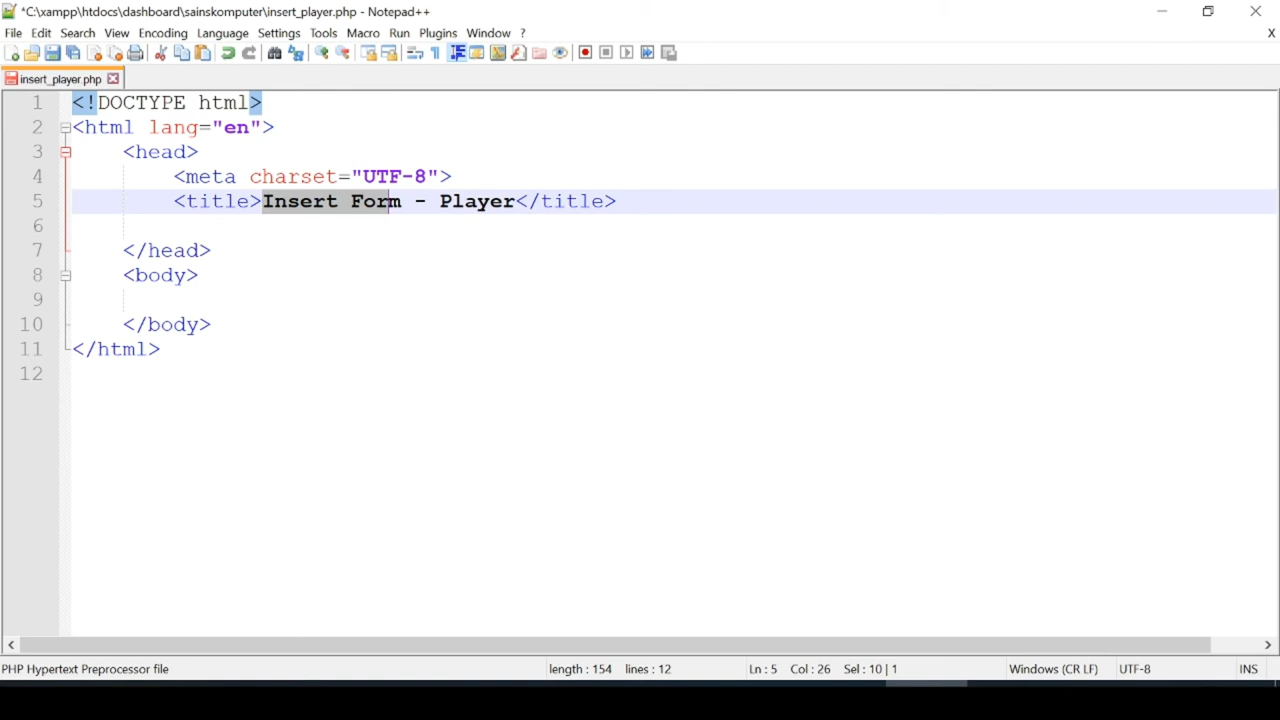 *C:\xampp\htdocs\dashboard\sainskomputer\insert_player.php - Notepad++
File Edit Search View Encoding Language Settings Tools Macro Run Plugins Window ? X
insert_player.php
1 <!DOCTYPE html>
2 <html lang="en">
3 <head>
4 <meta charset="UTF-8">
5 <title>Insert Form - Player</title>
6
7 </head>
8 <body>
9
10 </body>
11 </html>
12
PHP Hypertext Preprocessor file length : 154 lines : 12 Ln : 5 Col : 26 Sel : 10 | 1 Windows (CR LF) UTF-8 INS